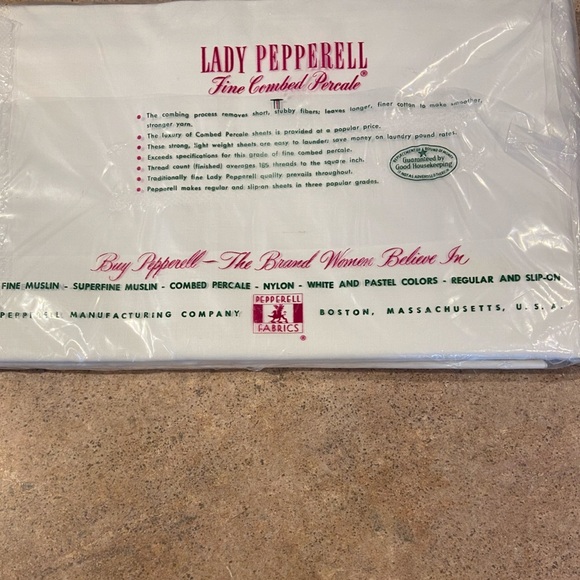 LADY PEPPERELL
Fine Combed Percale®
• The combing process removes short, stubby fibers; leaves longer, finer cotton to make smoother,
stronger yarn.
• The luxury of Combed Percale sheets is provided at a popular price.
• These strong, light weight sheets are easy to launder; save money on laundry pound rates.
• Exceeds specifications for this grade of fine combed percale.
• Thread count (finished) averages 186 threads to the square inch.
• Traditionally fine Lady Pepperell quality prevails throughout.
• Pepperell makes regular and slip-on sheets in three popular grades.
Guaranteed by
Good Housekeeping
Buy Pepperell—The Brand Women Believe In
FINE MUSLIN - SUPERFINE MUSLIN - COMBED PERCALE - NYLON - WHITE AND PASTEL COLORS - REGULAR AND SLIP-ON
PEPPERELL MANUFACTURING COMPANY
PEPPERELL
FABRICS
®
BOSTON, MASSACHUSETTS, U. S. A.